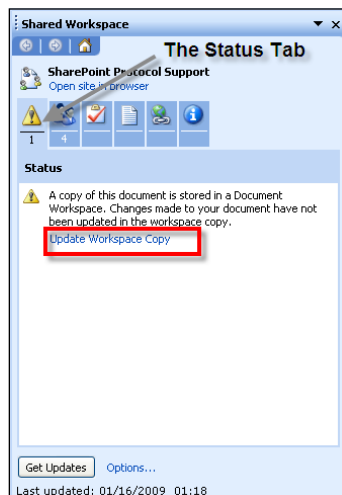 Shared Workspace
The Status Tab
SharePoint Protocol Support
Open site in browser
1 4
Status
A copy of this document is stored in a Document
Workspace. Changes made to your document have not
been updated in the workspace copy.
Update Workspace Copy
Get Updates Options...
Last updated: 01/16/2009 01:18